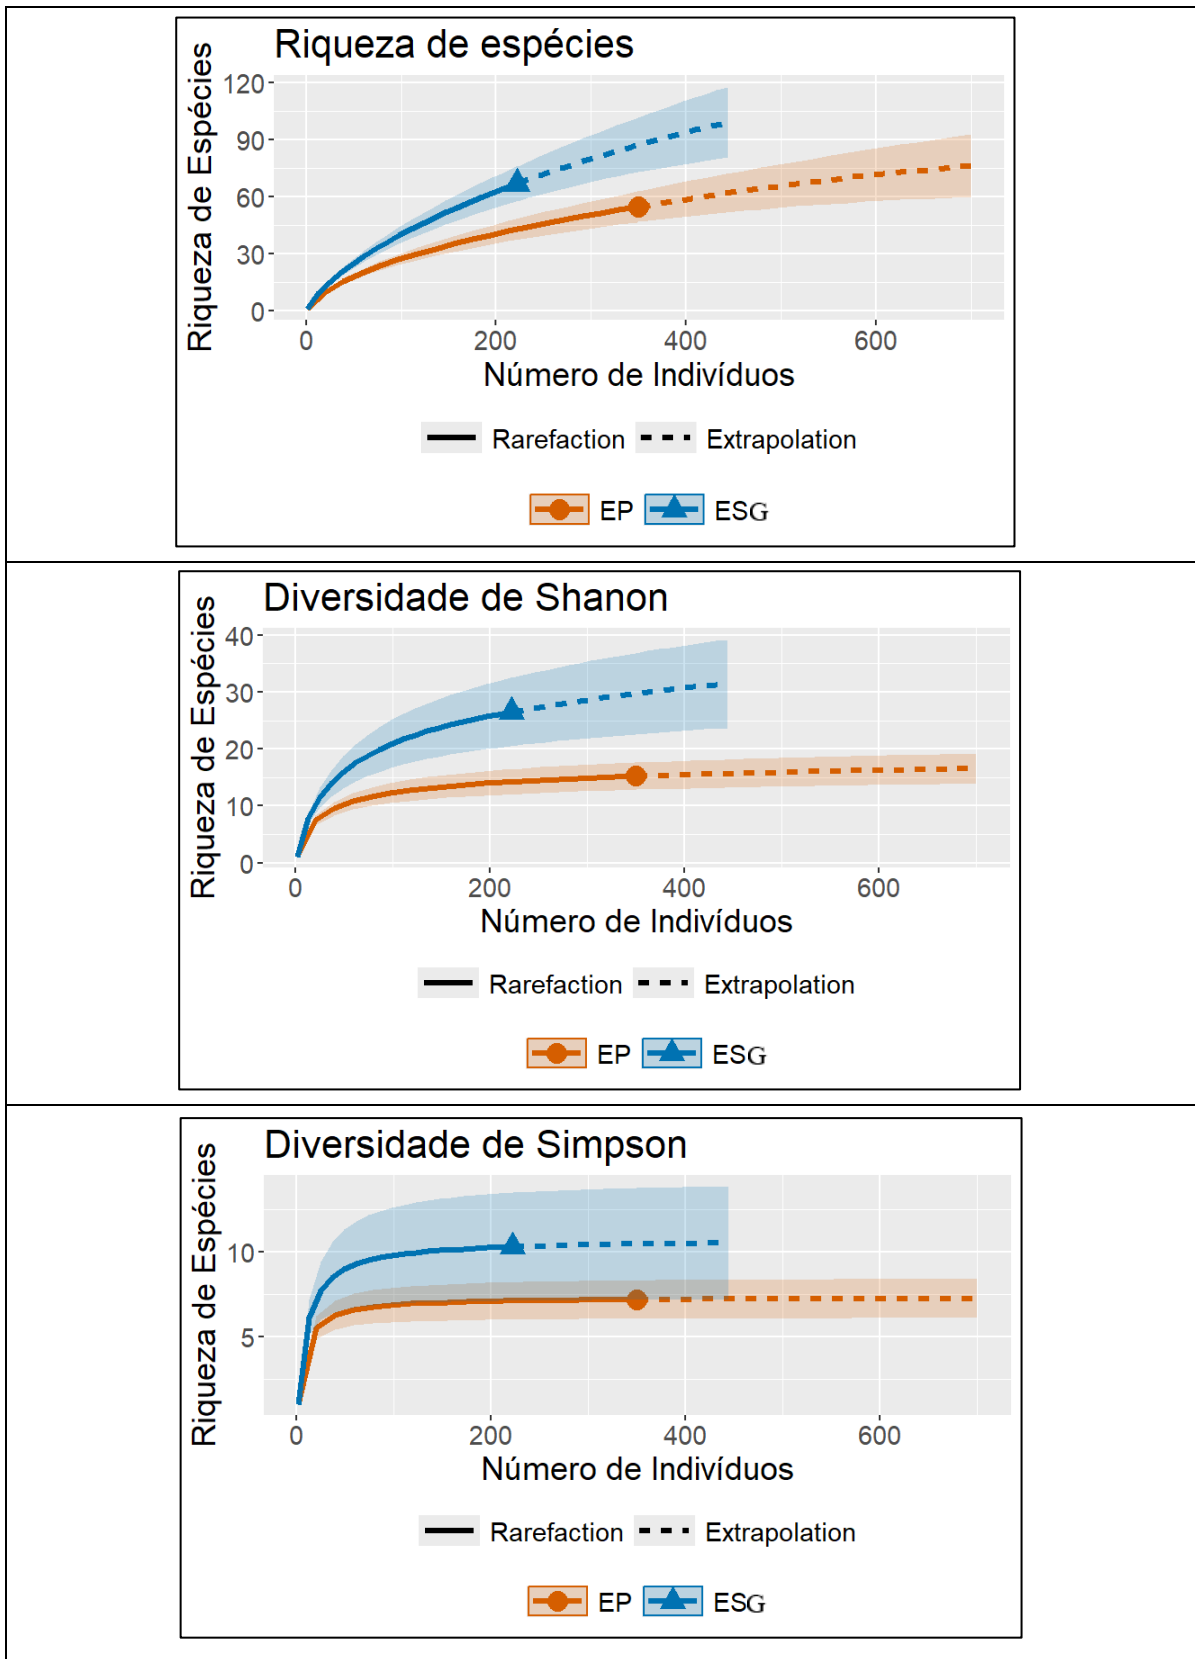 Riqueza de espécies
Riqueza de Espécies
120
90
60
30
0
0 200 400 600
Número de Indivíduos
Rarefaction Extrapolation
EP ESG
Diversidade de Shanon
Riqueza de Espécies
40
30
20
10
0
0 200 400 600
Número de Indivíduos
Rarefaction Extrapolation
EP ESG
Diversidade de Simpson
Riqueza de Espécies
10
5
0 200 400 600
Número de Indivíduos
Rarefaction Extrapolation
EP ESG